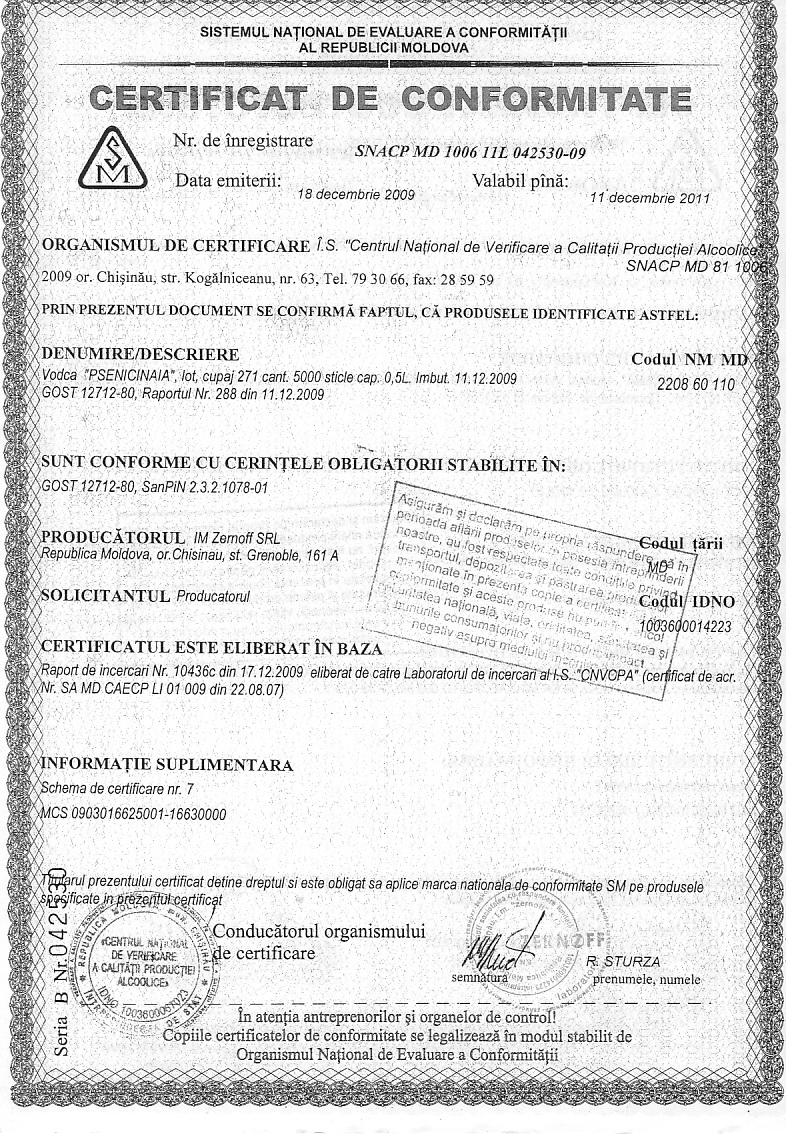 SISTEMUL NAȚIONAL DE EVALUARE A CONFORMITĂȚII
AL REPUBLICII MOLDOVA
CERTIFICAT DE CONFORMITATE
SM
Nr. de înregistrare SNACP MD 1006 11L 042530-09
Data emiterii: 18 decembrie 2009 Valabil pînă: 11 decembrie 2011
ORGANISMUL DE CERTIFICARE Î.S. "Centrul Național de Verificare a Calitații Producției Alcoolice"
SNACP MD 81 1006
2009 or. Chișinău, str. Kogălniceanu, nr. 63, Tel. 79 30 66, fax: 28 59 59
PRIN PREZENTUL DOCUMENT SE CONFIRMĂ FAPTUL, CĂ PRODUSELE IDENTIFICATE ASTFEL:
DENUMIRE/DESCRIERE Codul NM MD
Vodca "PSENICINAIA", lot, cupaj 271 cant. 5000 sticle cap. 0,5L. Imbut. 11.12.2009
2208 60 110
GOST 12712-80, Raportul Nr. 288 din 11.12.2009
SUNT CONFORME CU CERINȚELE OBLIGATORII STABILITE ÎN:
GOST 12712-80, SanPiN 2.3.2.1078-01
Asigurăm și declarăm pe propria răspundere, că în
perioada aflării produselor în posesia întreprinderii
noastre, au fost respectate toate condițiile privind
transportul, depozitarea și păstrarea produselor
menționate în prezenta copie a certificatului de
conformitate și aceste produse nu
bunurile consumatorilor și nu produc impact
negativ asupra mediului
PRODUCĂTORUL IM Zernoff SRL Codul țării
Republica Moldova, or.Chisinau, st. Grenoble, 161 A MD
SOLICITANTUL Producatorul Codul IDNO
1003600014223
CERTIFICATUL ESTE ELIBERAT ÎN BAZA
Raport de incercari Nr. 10436c din 17.12.2009 eliberat de catre Laboratorul de incercari al I.S. "CNVCPA" (certificat de acr.
Nr. SA MD CAECP LI 01 009 din 22.08.07)
INFORMAȚIE SUPLIMENTARA
Schema de certificare nr. 7
MCS 0903016625001-16630000
Titularul prezentului certificat detine dreptul si este obligat sa aplice marca nationala de conformitate SM pe produsele
specificate in prezentul certificat
Seria B Nr. 042530
REPUBLICA MOLDOVA * MUN. CHIȘINĂU
«CENTRUL NAȚIONAL
DE VERIFICARE
A CALITĂȚII PRODUCȚIEI
ALCOOLICE»
IDNO 1003600067023
ÎNTREPRINDEREA DE STAT
Conducătorul organismului
de certificare
ZERNOFF
semnătura
R. STURZA
prenumele, numele
În atenția antreprenorilor și organelor de control!
Copiile certificatelor de conformitate se legalizează în modul stabilit de
Organismul Național de Evaluare a Conformității